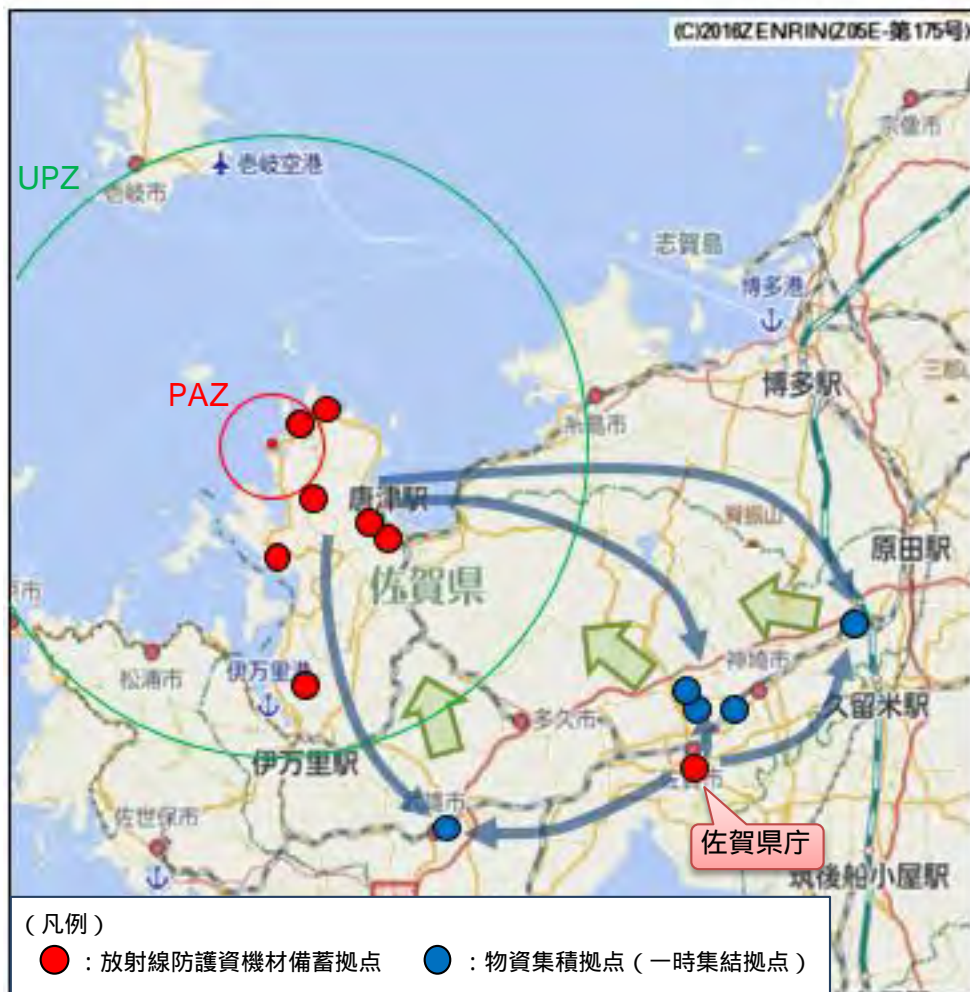 (C)2016ZENRIN(Z05E-第175号)
宗像市
UPZ
壱岐空港
壱岐市
志賀島
博多港
博多駅
PAZ
糸島市
唐津駅
脊振山
原田駅
佐賀県
神埼市
松浦市
伊万里港
多久市
久留米駅
伊万里駅
佐世保市
佐賀県庁
筑後船小屋駅
(凡例)
：放射線防護資機材備蓄拠点
：物資集積拠点(一時集結拠点)